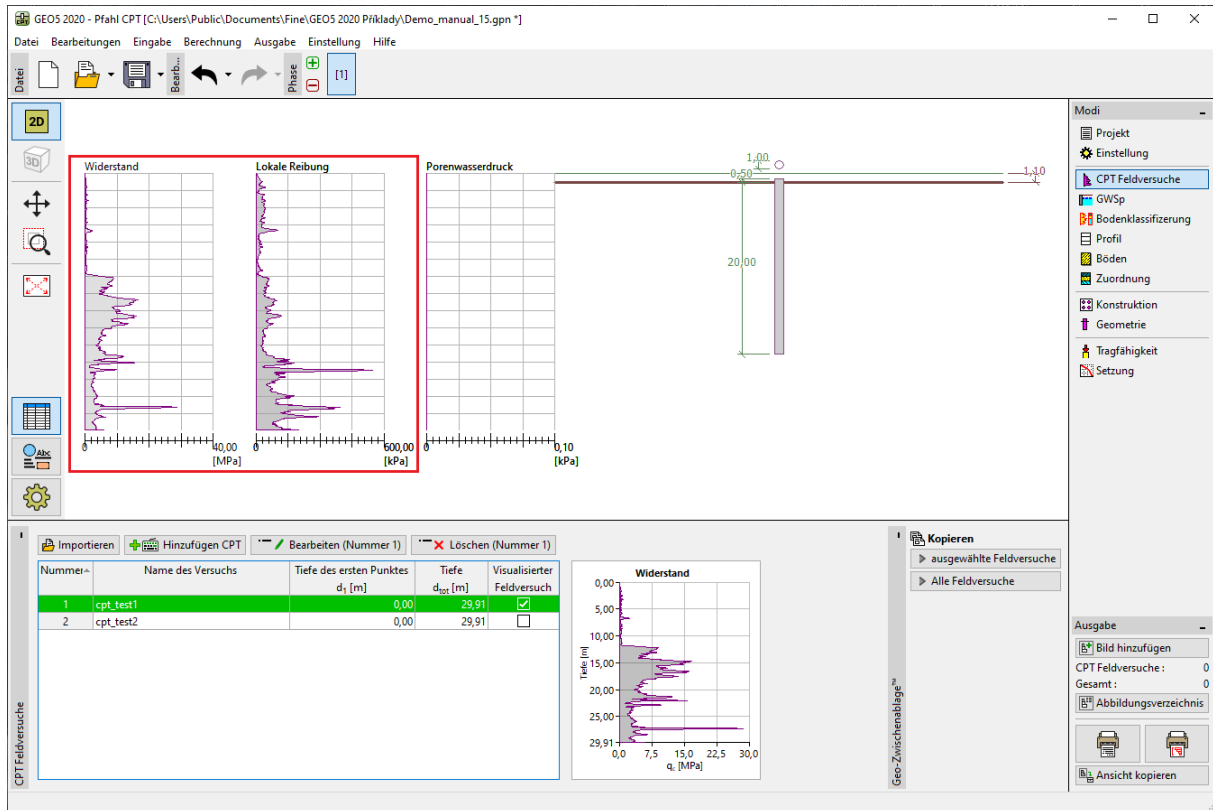 GEO5 2020 - Pfahl CPT [C:\Users\Public\Documents\Fine\GEO5 2020 Příklady\Demo_manual_15.gpn *]
Datei Bearbeitungen Eingabe Berechnung Ausgabe Einstellung Hilfe
Datei
Bearb...
Phase
[1]
2D
3D
Abc
Widerstand
0
40,00
[MPa]
Lokale Reibung
0
600,00
[kPa]
Porenwasserdruck
0
0,10
[kPa]
1,00
0,50
1,10
20,00
Modi
Projekt
Einstellung
CPT Feldversuche
GWSp
Bodenklassifizerung
Profil
Böden
Zuordnung
Konstruktion
Geometrie
Tragfähigkeit
Setzung
CPT Feldversuche
Importieren Hinzufügen CPT Bearbeiten (Nummer 1) Löschen (Nummer 1)
Nummer Name des Versuchs Tiefe des ersten Punktes Tiefe Visualisierter
d1 [m] dtot [m] Feldversuch
1 cpt_test1 0,00 29,91
2 cpt_test2 0,00 29,91
Widerstand
0,00
5,00
10,00
15,00
20,00
25,00
29,91
Tiefe [m]
0,0 7,5 15,0 22,5 30,0
qc [MPa]
Geo-Zwischenablage™
Kopieren
ausgewählte Feldversuche
Alle Feldversuche
Ausgabe
Bild hinzufügen
CPT Feldversuche : 0
Gesamt : 0
Abbildungsverzeichnis
Ansicht kopieren